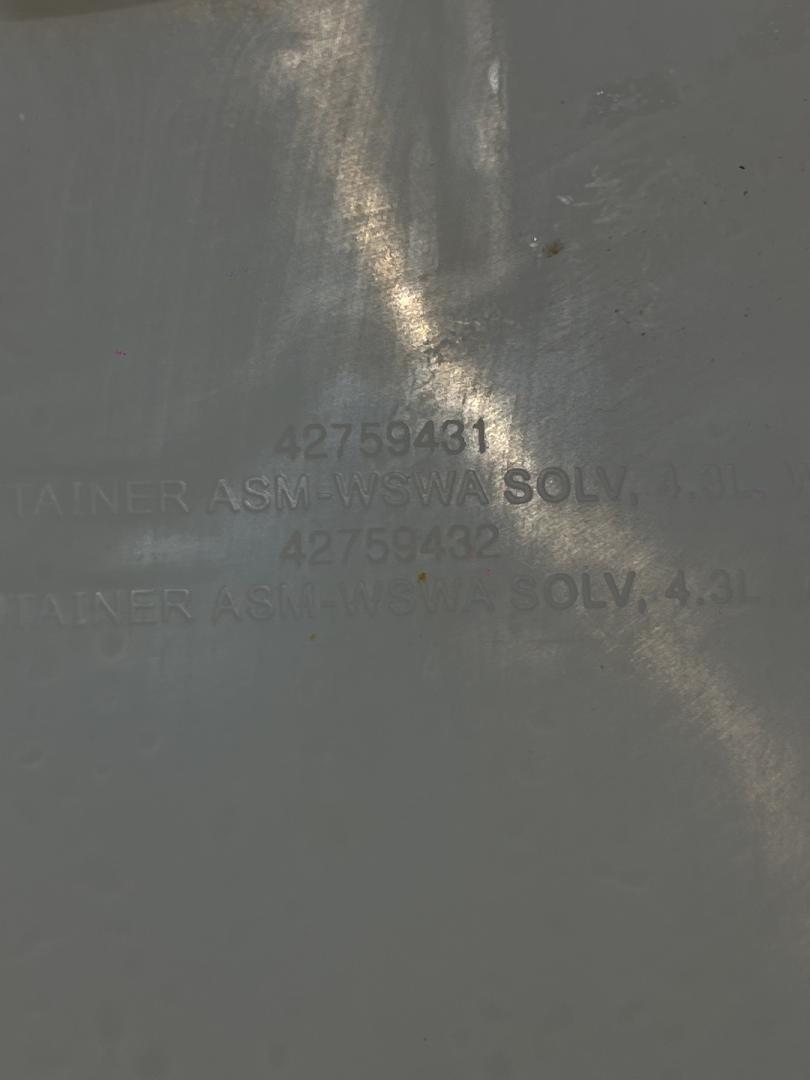 42759431
TAINER ASM-WSWA SOLV, 4.3L,
42759432
TAINER ASM-WSWA SOLV, 4.3L,